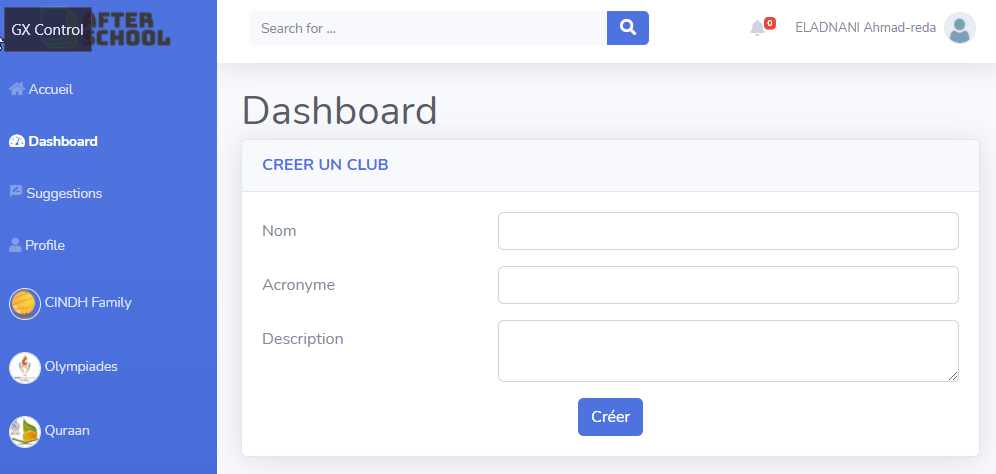 GX Control
AFTER
SCHOOL
Search for ...
0
ELADNANI Ahmad-reda
Accueil
Dashboard
Suggestions
Profile
CINDH Family
Olympiades
Quraan
Dashboard
CREER UN CLUB
Nom
Acronyme
Description
Créer